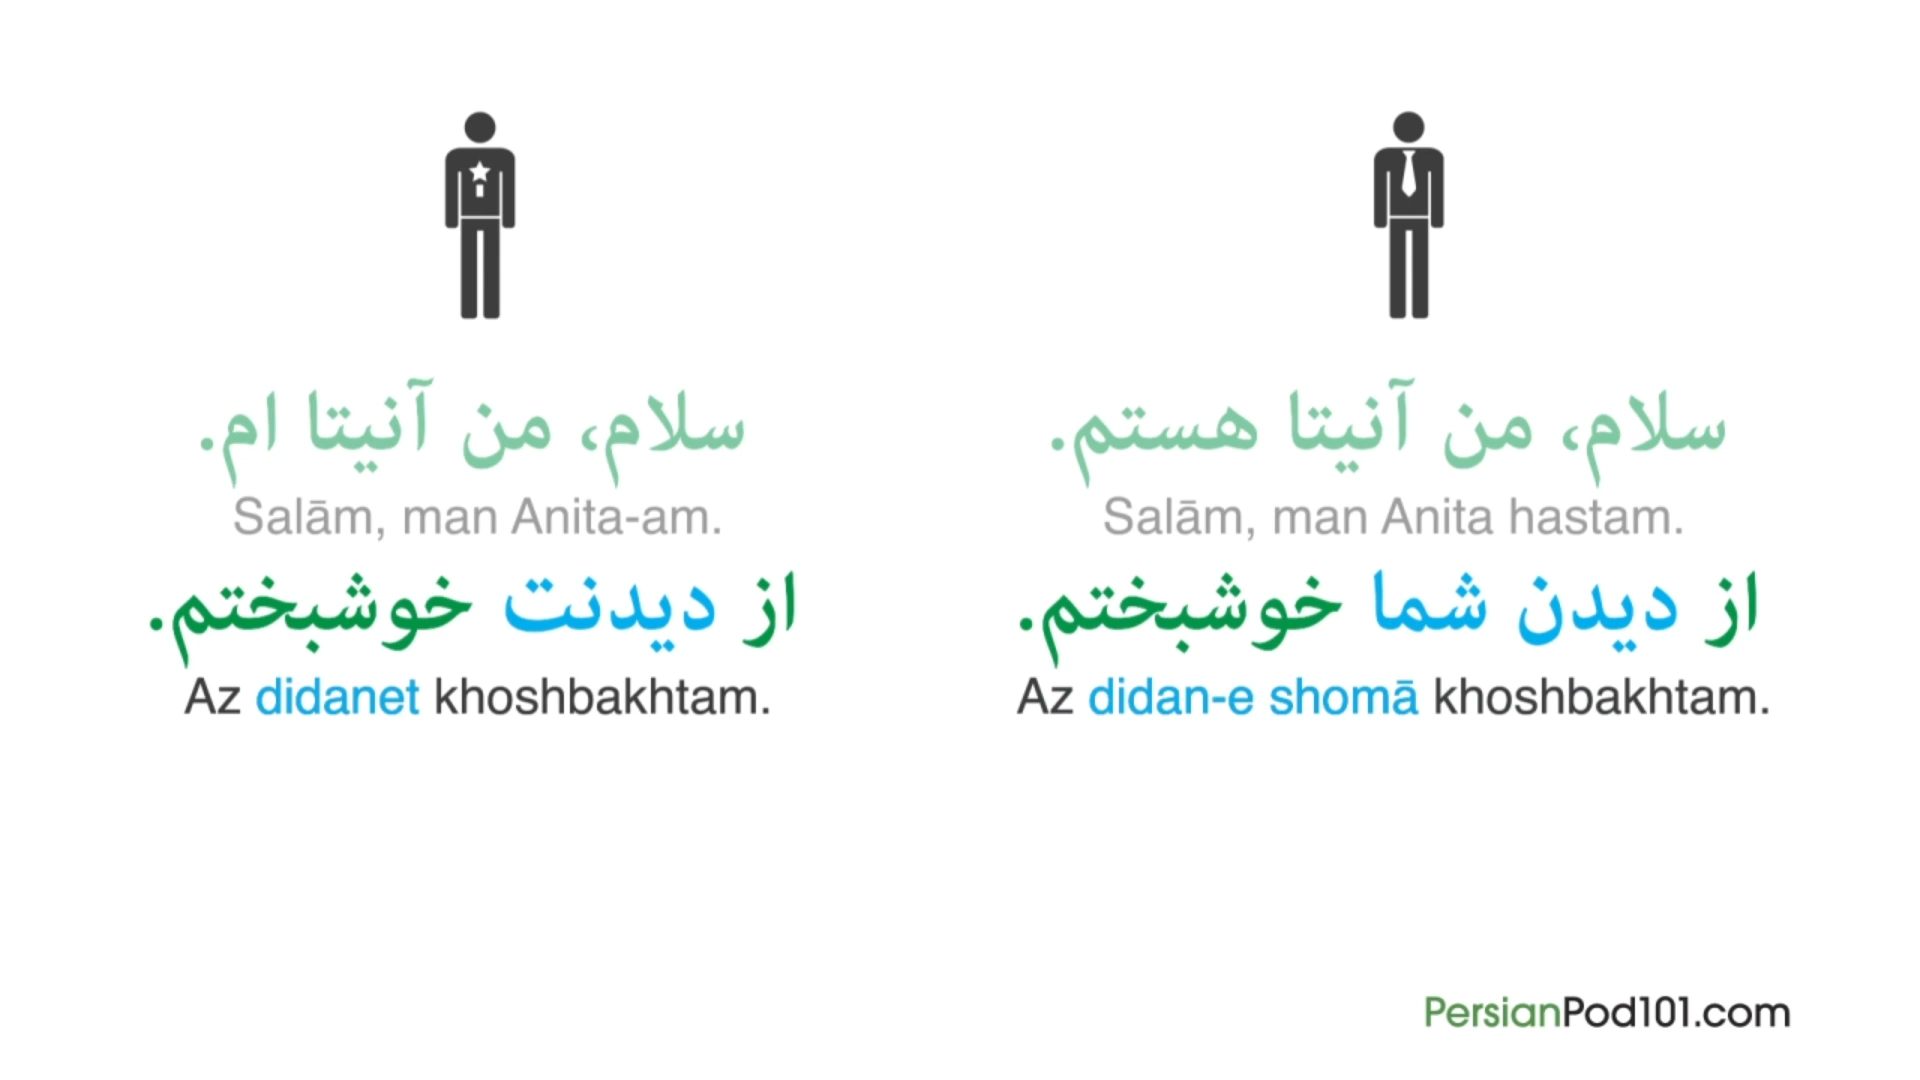 سلام، من آنیتا ام.
Salām, man Anita-am.
از دیدنت خوشبختم.
Az didanet khoshbakhtam.
سلام، من آنیتا هستم.
Salām, man Anita hastam.
از دیدن شما خوشبختم.
Az didan-e shomā khoshbakhtam.
PersianPod101.com